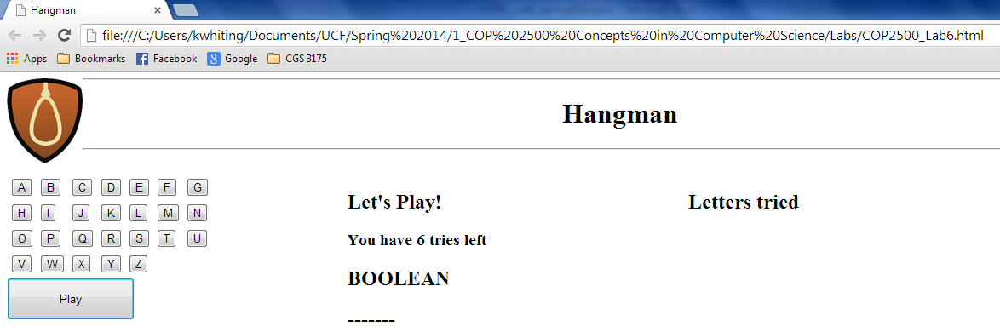 Hangman
file:///C:/Users/kwhiting/Documents/UCF/Spring%202014/1_COP%202500%20Concepts%20in%20Computer%20Science/Labs/COP2500_Lab6.html
Apps Bookmarks Facebook Google CGS 3175
Hangman
A B C D E F G
H I J K L M N
O P Q R S T U
V W X Y Z
Play
Let's Play!
You have 6 tries left
BOOLEAN
-------
Letters tried